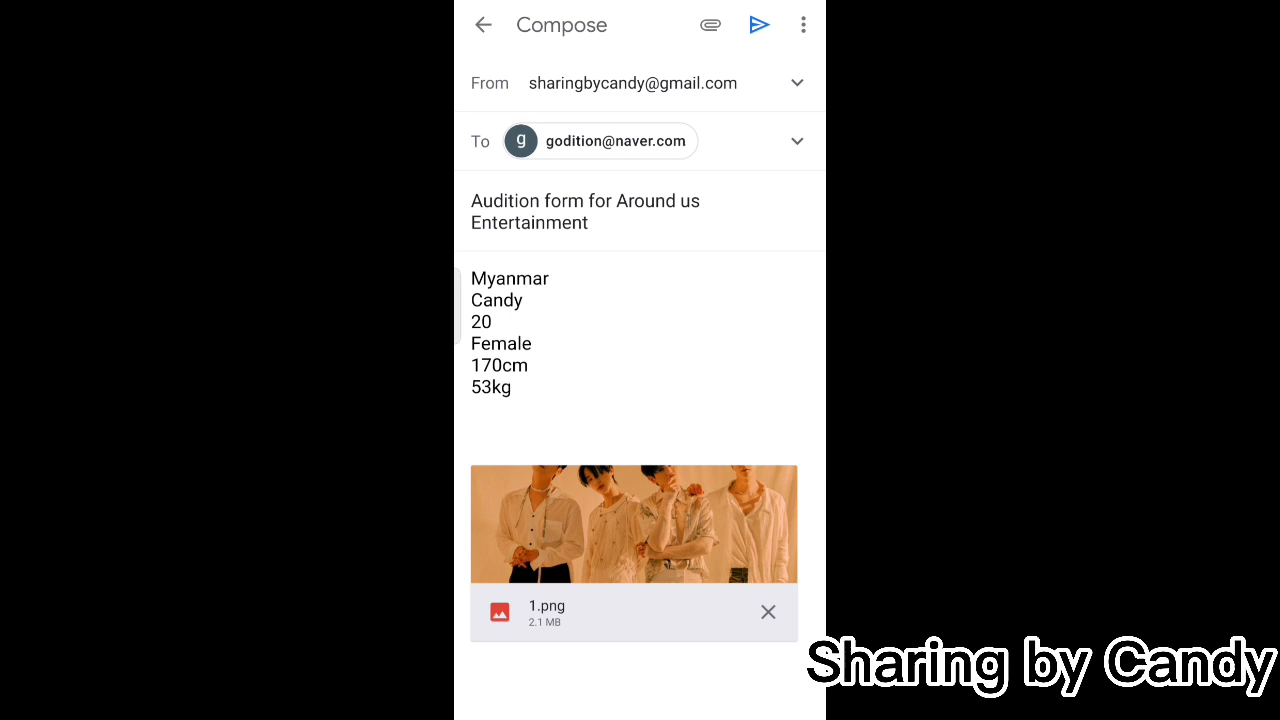 Compose
From sharingbycandy@gmail.com
To g godition@naver.com
Audition form for Around us
Entertainment
Myanmar
Candy
20
Female
170cm
53kg
1.png
2.1 MB
Sharing by Candy